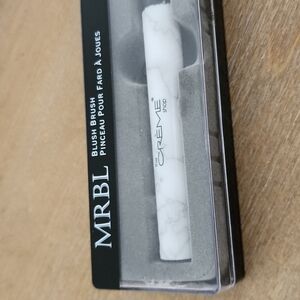 MRBL
BLUSH BRUSH
PINCEAU POUR FARD À JOUES
THE
CRÈME
SHOP